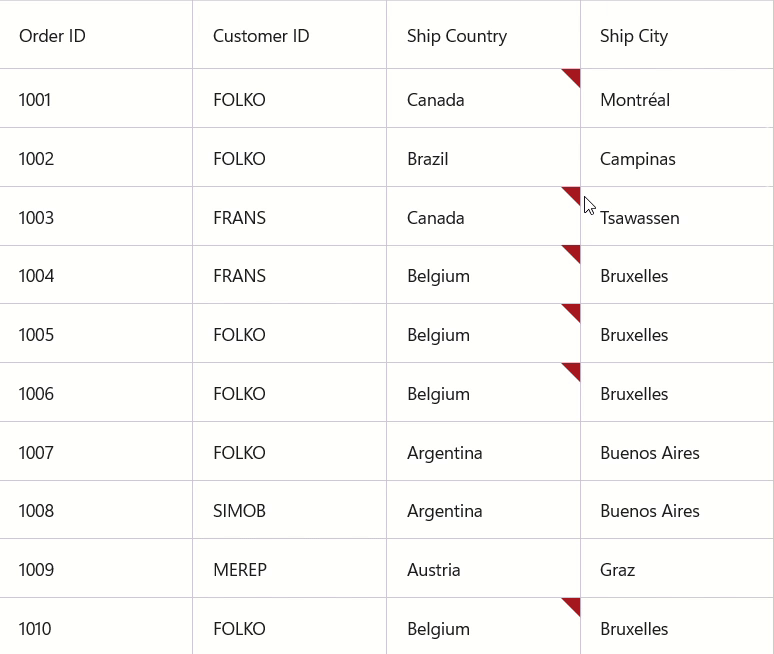 Order ID Customer ID Ship Country Ship City
1001 FOLKO Canada Montréal
1002 FOLKO Brazil Campinas
1003 FRANS Canada Tsawassen
1004 FRANS Belgium Bruxelles
1005 FOLKO Belgium Bruxelles
1006 FOLKO Belgium Bruxelles
1007 FOLKO Argentina Buenos Aires
1008 SIMOB Argentina Buenos Aires
1009 MEREP Austria Graz
1010 FOLKO Belgium Bruxelles